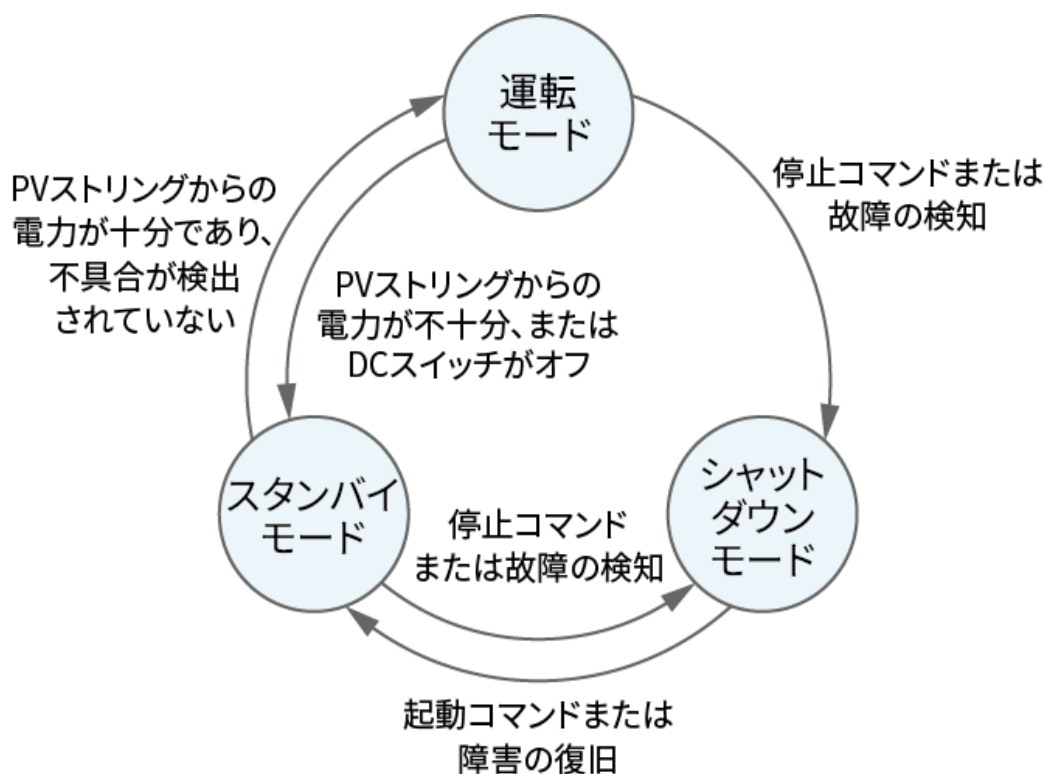 運転
モード
PVストリングからの
電力が十分であり、
不具合が検出
されていない
停止コマンドまたは
故障の検知
PVストリングからの
電力が不十分、または
DCスイッチがオフ
スタンバイ
モード
シャット
ダウン
モード
停止コマンド
または故障の検知
起動コマンドまたは
障害の復旧